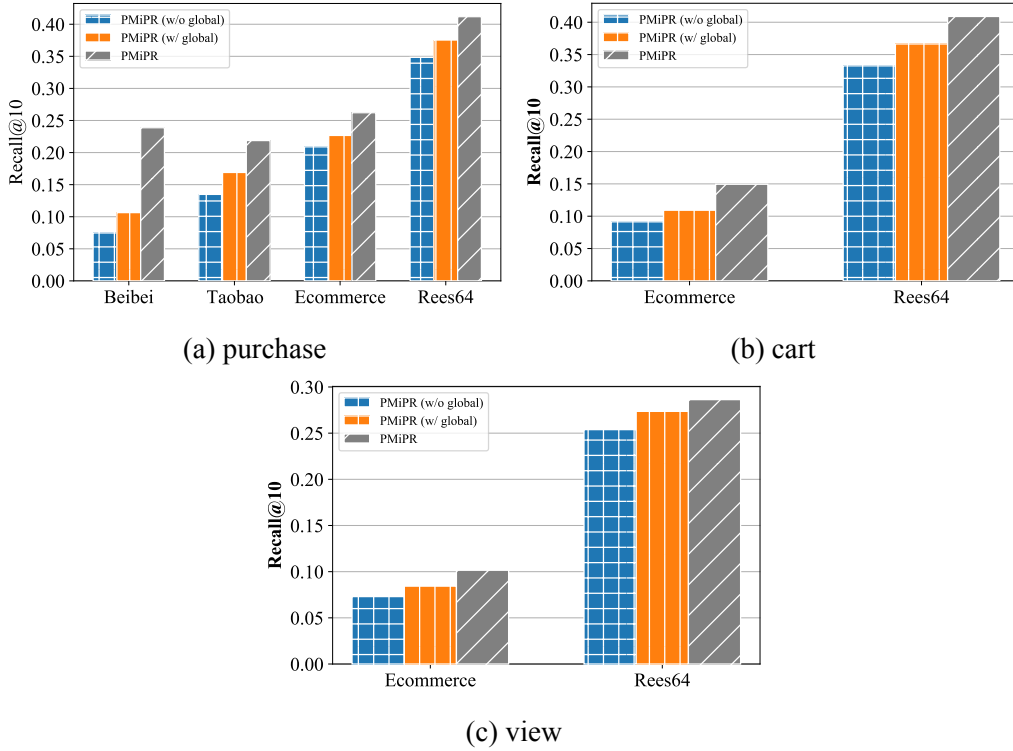 0.40
0.35
0.30
0.25
0.20
0.15
0.10
0.05
0.00
Recall@10
PMiPR (w/o global)
PMiPR (w/ global)
PMiPR
Beibei
Taobao
Ecommerce
Rees64
(a) purchase
0.40
0.35
0.30
0.25
0.20
0.15
0.10
0.05
0.00
Recall@10
PMiPR (w/o global)
PMiPR (w/ global)
PMiPR
Ecommerce
Rees64
(b) cart
0.30
0.25
0.20
0.15
0.10
0.05
0.00
Recall@10
PMiPR (w/o global)
PMiPR (w/ global)
PMiPR
Ecommerce
Rees64
(c) view